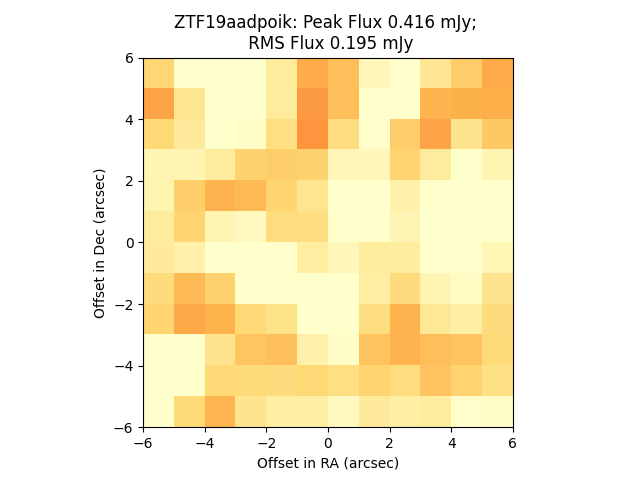 ZTF19aadpoik: Peak Flux 0.416 mJy;
RMS Flux 0.195 mJy
6
4
2
0
−2
−4
−6
Offset in Dec (arcsec)
−6 −4 −2 0 2 4 6
Offset in RA (arcsec)